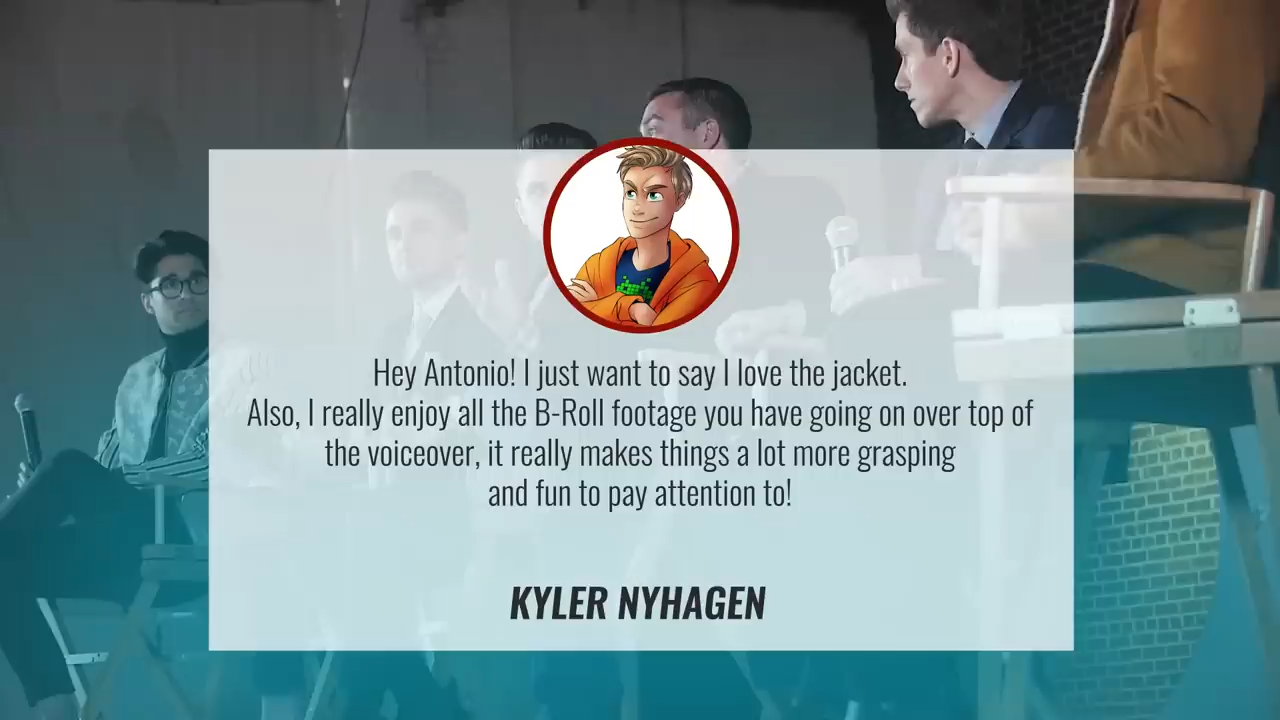 Hey Antonio! I just want to say I love the jacket.
Also, I really enjoy all the B-Roll footage you have going on over top of
the voiceover, it really makes things a lot more grasping
and fun to pay attention to!
KYLER NYHAGEN